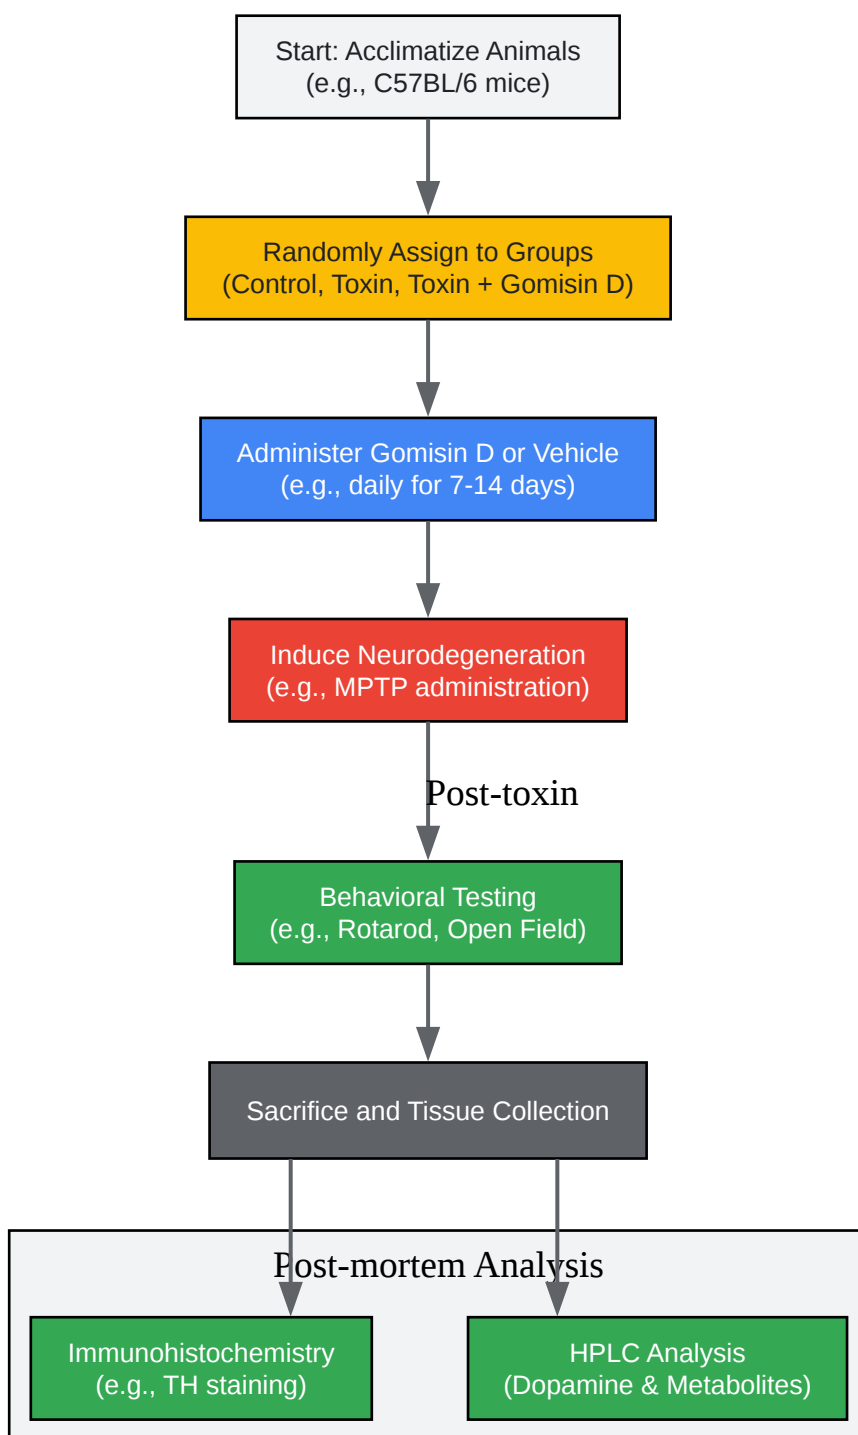 Start: Acclimatize Animals
(e.g., C57BL/6 mice)
Randomly Assign to Groups
(Control, Toxin, Toxin + Gomisin D)
Administer Gomisin D or Vehicle
(e.g., daily for 7-14 days)
Induce Neurodegeneration
(e.g., MPTP administration)
Post-toxin
Behavioral Testing
(e.g., Rotarod, Open Field)
Sacrifice and Tissue Collection
Post-mortem Analysis
Immunohistochemistry
(e.g., TH staining)
HPLC Analysis
(Dopamine & Metabolites)